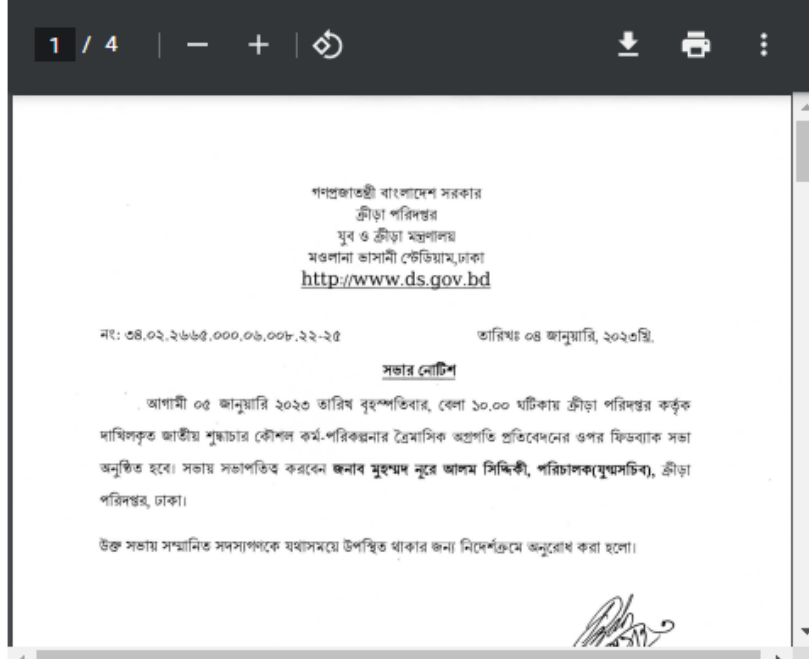 1 / 4
গণপ্রজাতন্ত্রী বাংলাদেশ সরকার
ক্রীড়া পরিদপ্তর
যুব ও ক্রীড়া মন্ত্রণালয়
মওলানা ভাসানী স্টেডিয়াম,ঢাকা
http://www.ds.gov.bd
নং: ৩৪.০২.২৬৬৫.০০০.০৬.০০৮.২২-২৫ তারিখঃ ০৪ জানুয়ারি, ২০২৩খ্রি.
সভার নোটিশ
আগামী ০৫ জানুয়ারি ২০২৩ তারিখ বৃহস্পতিবার, বেলা ১০.০০ ঘটিকায় ক্রীড়া পরিদপ্তর কর্তৃক
দাখিলকৃত জাতীয় শুদ্ধাচার কৌশল কর্ম-পরিকল্পনার ত্রৈমাসিক অগ্রগতি প্রতিবেদনের ওপর ফিডব্যাক সভা
অনুষ্ঠিত হবে। সভায় সভাপতিত্ব করবেন জনাব মুহম্মদ নূরে আলম সিদ্দিকী, পরিচালক(যুগ্মসচিব), ক্রীড়া
পরিদপ্তর, ঢাকা।
উক্ত সভায় সম্মানিত সদস্যগণকে যথাসময়ে উপস্থিত থাকার জন্য নির্দেশক্রমে অনুরোধ করা হলো।